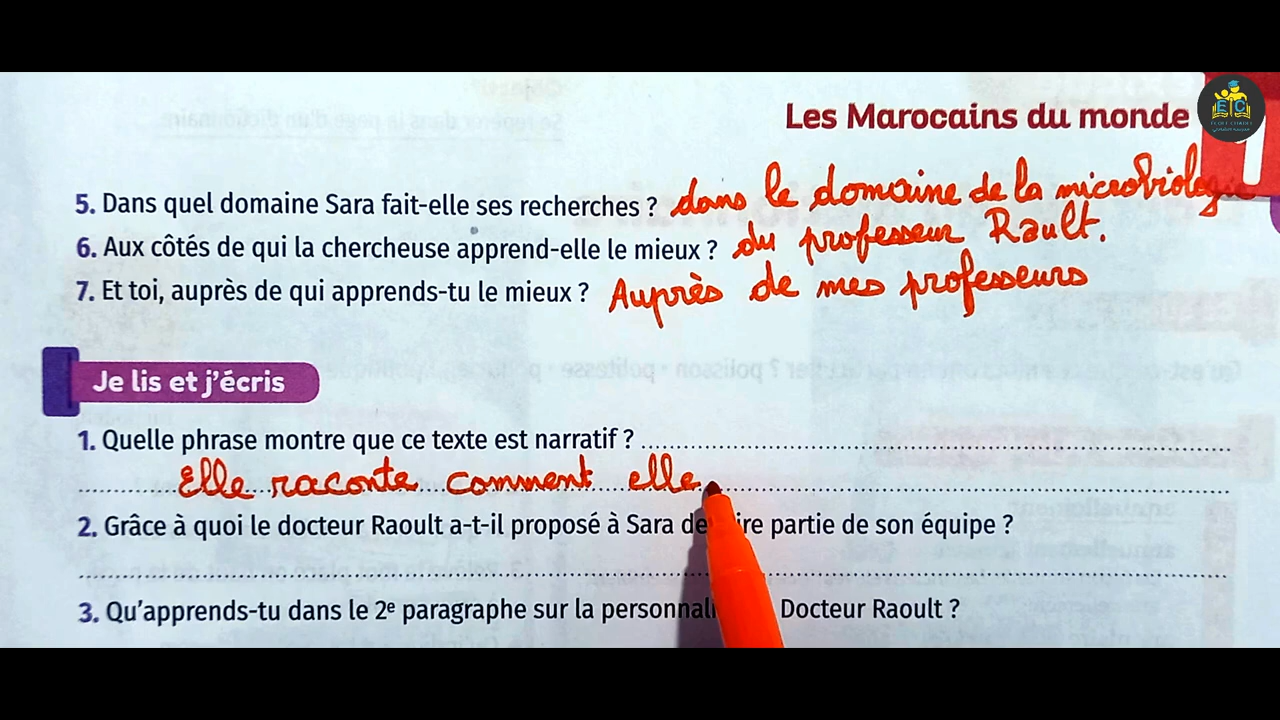 Les Marocains du monde
1
5. Dans quel domaine Sara fait-elle ses recherches ? dans le domaine de la microbiologie
6. Aux côtés de qui la chercheuse apprend-elle le mieux ? du professeur Rault.
7. Et toi, auprès de qui apprends-tu le mieux ? Auprès de mes professeurs
Je lis et j'écris
1. Quelle phrase montre que ce texte est narratif ?
Elle raconte comment elle
2. Grâce à quoi le docteur Raoult a-t-il proposé à Sara de ire partie de son équipe ?
3. Qu'apprends-tu dans le 2e paragraphe sur la Docteur Raoult ?